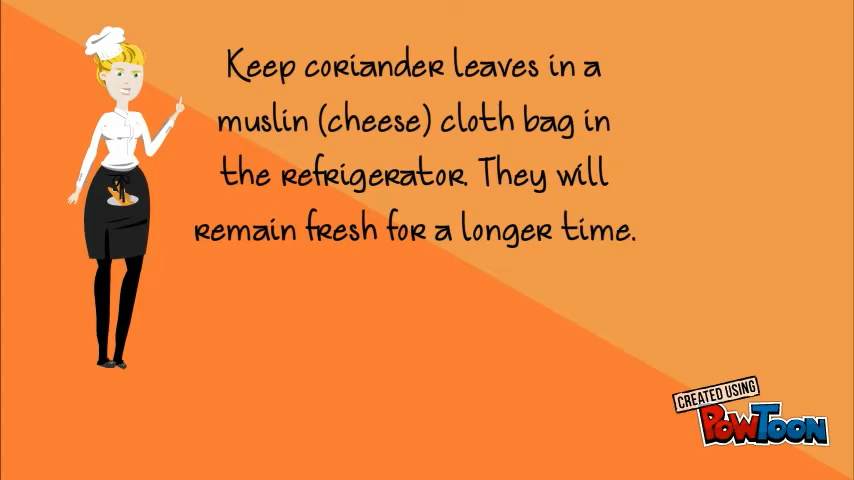 Keep coriander leaves in a
muslin (cheese) cloth bag in
the refrigerator. They will
remain fresh for a longer time.
CREATED USING
POWTOON